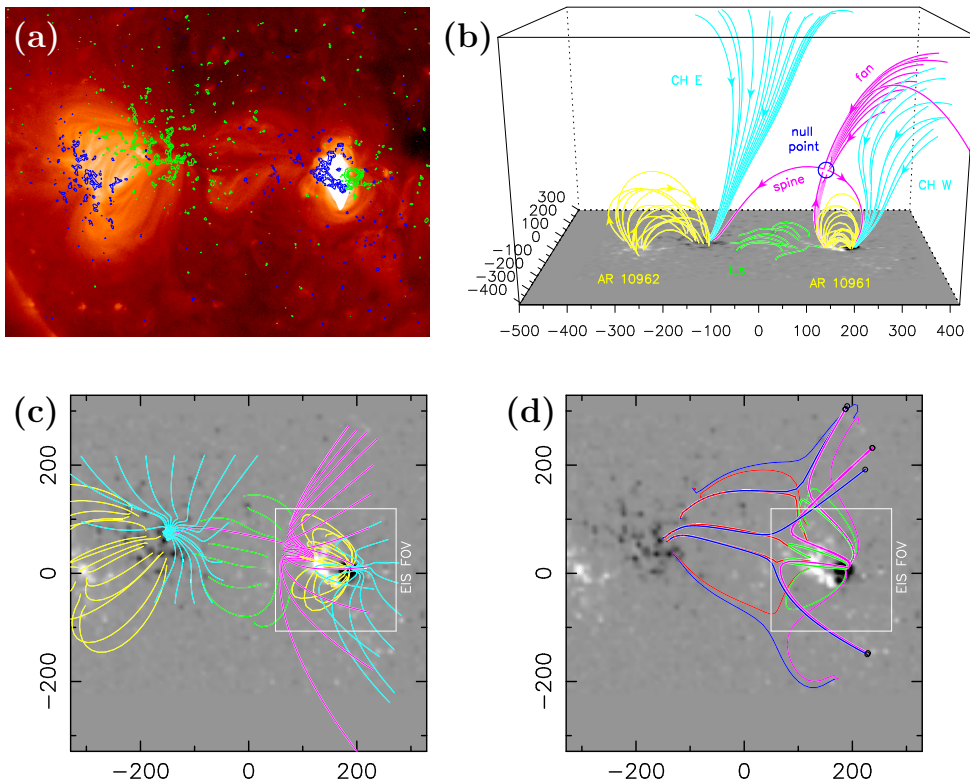 (a)
(b)
CH E
fan
null
point
spine
CH W
AR 10962
AR 10961
300
200
100
0
-100
-200
-300
-400
-500 -400 -300 -200 -100 0 100 200 300 400
(c)
200
0
-200
-200 0 200
EIS FOV
(d)
200
0
-200
-200 0 200
EIS FOV